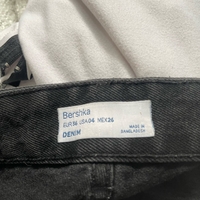 Bershka
EUR36 USA04 MEX26
DENIM
MADE IN
BANGLADESH